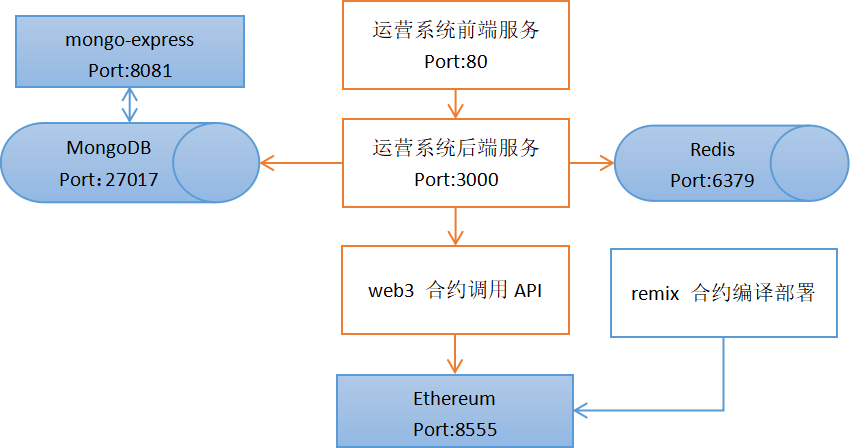 mongo-express
Port:8081
运营系统前端服务
Port:80
MongoDB
Port：27017
运营系统后端服务
Port:3000
Redis
Port:6379
web3 合约调用 API
remix 合约编译部署
Ethereum
Port:8555